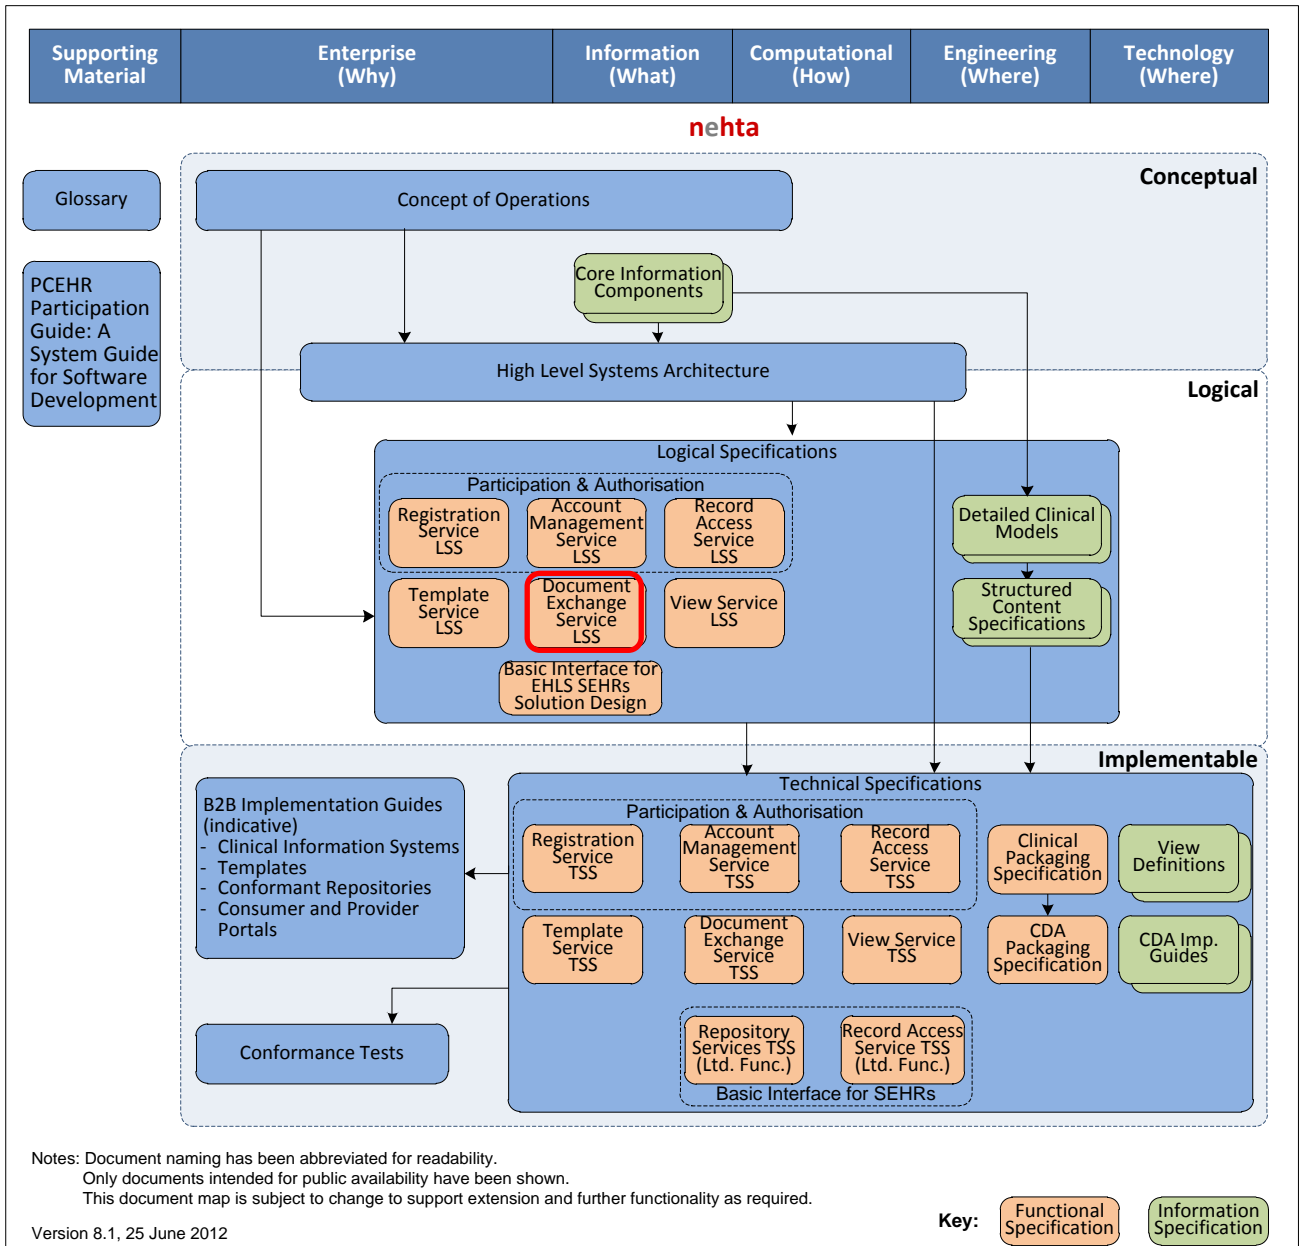 Supporting
Material
Enterprise
(Why)
Information
(What)
Computational
(How)
Engineering
(Where)
Technology
(Where)
nehta
Conceptual
Glossary
Concept of Operations
PCEHR
Participation
Guide: A
System Guide
for Software
Development
Core Information
Components
High Level Systems Architecture
Logical
Logical Specifications
Participation & Authorisation
Registration
Service
LSS
Account
Management
Service
LSS
Record
Access
Service
LSS
Detailed Clinical
Models
Template
Service
LSS
Document
Exchange
Service
LSS
View Service
LSS
Structured
Content
Specifications
Basic Interface for
EHLS SEHRs
Solution Design
Implementable
Technical Specifications
B2B Implementation Guides
(indicative)
- Clinical Information Systems
- Templates
- Conformant Repositories
- Consumer and Provider
Portals
Participation & Authorisation
Registration
Service
TSS
Account
Management
Service
TSS
Record
Access
Service
TSS
Clinical
Packaging
Specification
View
Definitions
Template
Service
TSS
Document
Exchange
Service
TSS
View Service
TSS
CDA
Packaging
Specification
CDA Imp.
Guides
Conformance Tests
Repository
Services TSS
(Ltd. Func.)
Record Access
Service TSS
(Ltd. Func.)
Basic Interface for SEHRs
Notes: Document naming has been abbreviated for readability.
Only documents intended for public availability have been shown.
This document map is subject to change to support extension and further functionality as required.
Version 8.1, 25 June 2012
Key:
Functional
Specification
Information
Specification